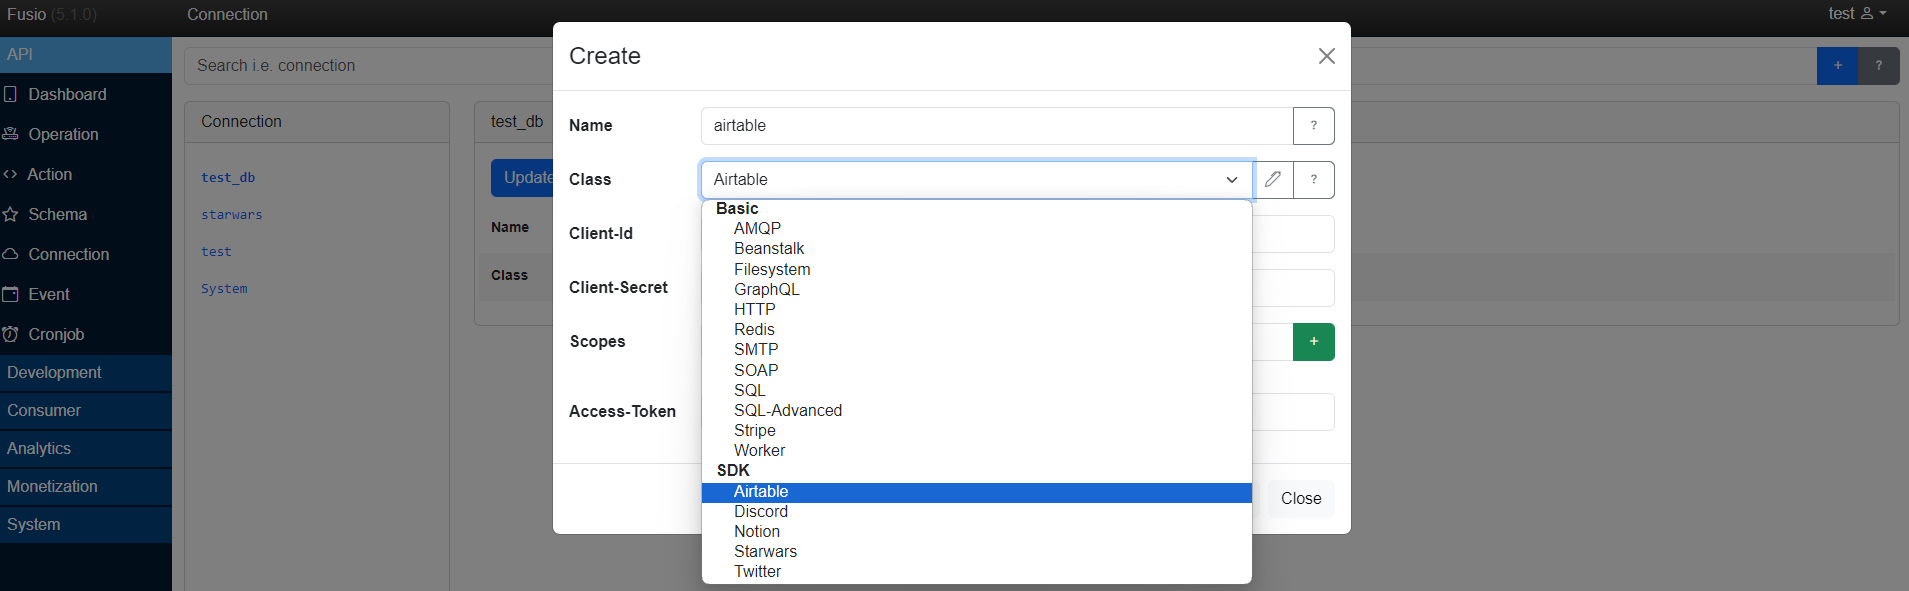 Fusio (5.1.0)
Connection
test
API
Dashboard
Operation
Action
Schema
Connection
Event
Cronjob
Development
Consumer
Analytics
Monetization
System
Search i.e. connection
+
?
Connection
test_db
starwars
test
System
test_db
Update
Name
Class
Create
Name
airtable
?
Class
Airtable
?
Client-Id
Client-Secret
Scopes
+
Access-Token
Basic
AMQP
Beanstalk
Filesystem
GraphQL
HTTP
Redis
SMTP
SOAP
SQL
SQL-Advanced
Stripe
Worker
SDK
Airtable
Discord
Notion
Starwars
Twitter
Close